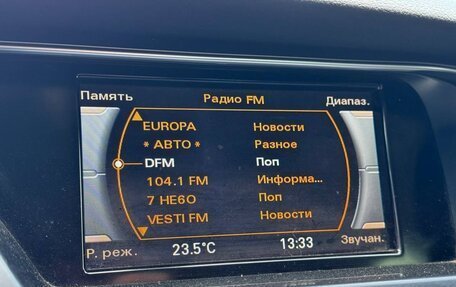 Память Радио FM Диапаз.
EUROPA Новости
* АВТО * Разное
DFM Поп
104.1 FM Информа...
7 НЕ6О Поп
VESTI FM Новости
Р. реж. 23.5°C 13:33 Звучан.